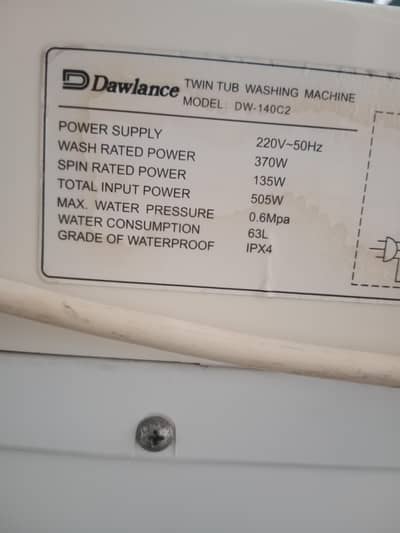 Dawlance TWIN TUB WASHING MACHINE
MODEL: DW-140C2
POWER SUPPLY 220V~50Hz
WASH RATED POWER 370W
SPIN RATED POWER 135W
TOTAL INPUT POWER 505W
MAX. WATER PRESSURE 0.6Mpa
WATER CONSUMPTION 63L
GRADE OF WATERPROOF IPX4